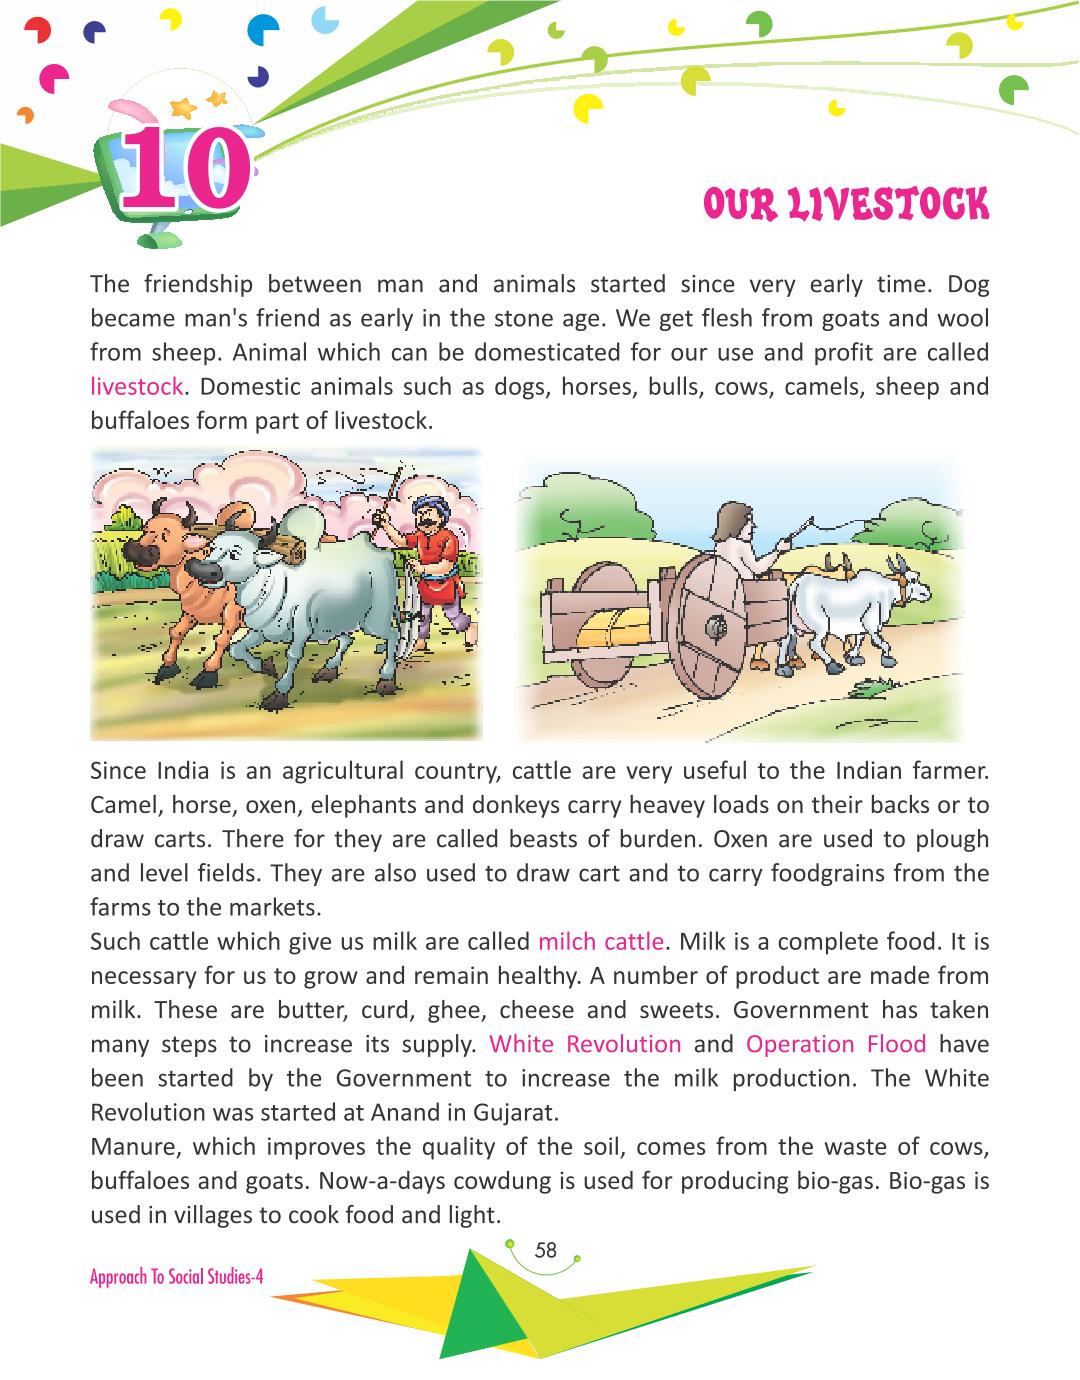 10
OUR LIVESTOCK
The friendship between man and animals started since very early time. Dog
became man's friend as early in the stone age. We get flesh from goats and wool
from sheep. Animal which can be domesticated for our use and profit are called
livestock. Domestic animals such as dogs, horses, bulls, cows, camels, sheep and
buffaloes form part of livestock.
Since India is an agricultural country, cattle are very useful to the Indian farmer.
Camel, horse, oxen, elephants and donkeys carry heavey loads on their backs or to
draw carts. There for they are called beasts of burden. Oxen are used to plough
and level fields. They are also used to draw cart and to carry foodgrains from the
farms to the markets.
Such cattle which give us milk are called milch cattle. Milk is a complete food. It is
necessary for us to grow and remain healthy. A number of product are made from
milk. These are butter, curd, ghee, cheese and sweets. Government has taken
many steps to increase its supply. White Revolution and Operation Flood have
been started by the Government to increase the milk production. The White
Revolution was started at Anand in Gujarat.
Manure, which improves the quality of the soil, comes from the waste of cows,
buffaloes and goats. Now-a-days cowdung is used for producing bio-gas. Bio-gas is
used in villages to cook food and light.
58
Approach To Social Studies-4